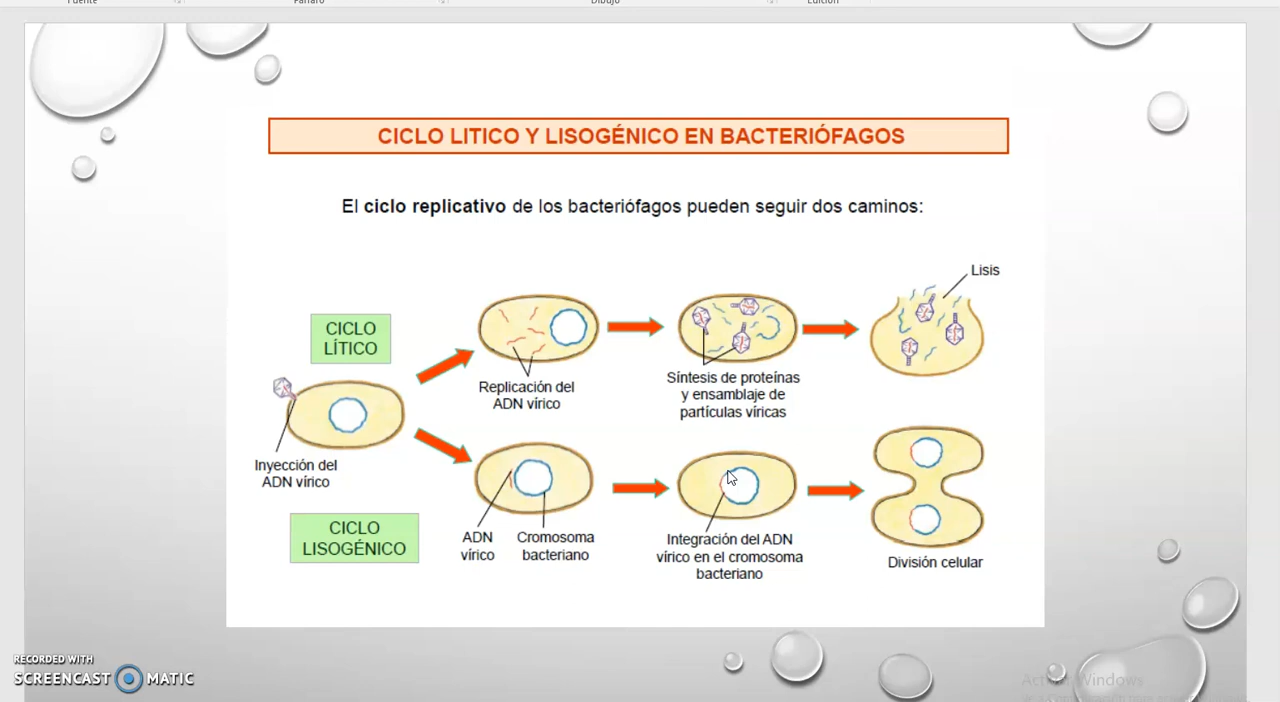 Fuente
Párrafo
Dibujo
Edición
CICLO LITICO Y LISOGÉNICO EN BACTERIÓFAGOS
El ciclo replicativo de los bacteriófagos pueden seguir dos caminos:
Lisis
CICLO
LÍTICO
Replicación del
ADN vírico
Síntesis de proteínas
y ensamblaje de
partículas víricas
Inyección del
ADN vírico
CICLO
LISOGÉNICO
ADN
vírico
Cromosoma
bacteriano
Integración del ADN
vírico en el cromosoma
bacteriano
División celular
RECORDED WITH
SCREENCAST MATIC
Windows